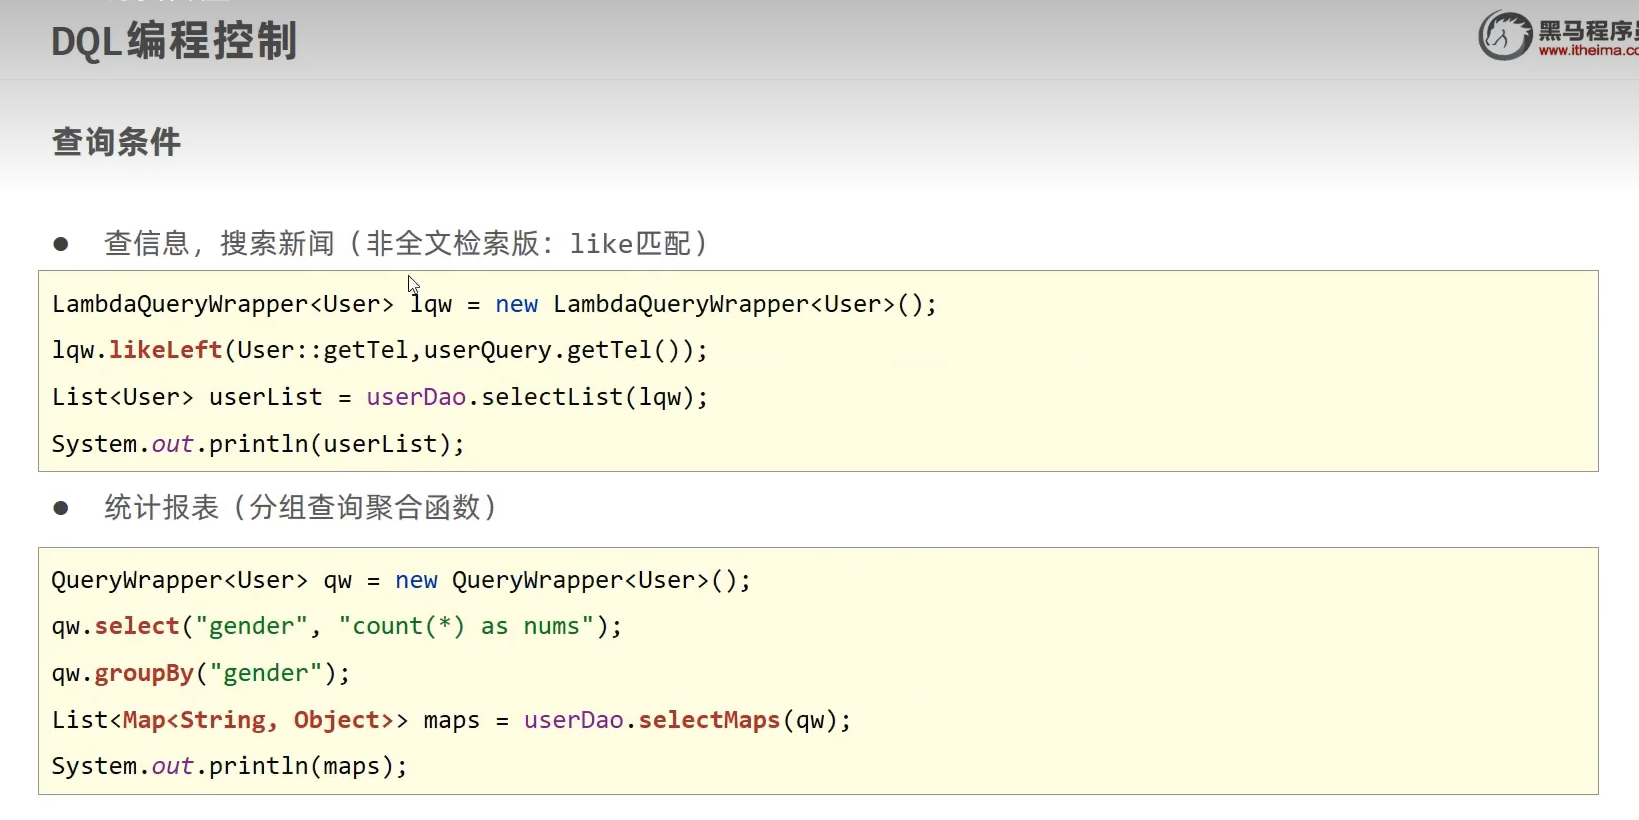 DQL编程控制
黑马程序
www.itheima.co
查询条件
● 查信息，搜索新闻（非全文检索版：like匹配）
LambdaQueryWrapper<User> lqw = new LambdaQueryWrapper<User>();
lqw.likeLeft(User::getTel,userQuery.getTel());
List<User> userList = userDao.selectList(lqw);
System.out.println(userList);
● 统计报表（分组查询聚合函数）
QueryWrapper<User> qw = new QueryWrapper<User>();
qw.select("gender", "count(*) as nums");
qw.groupBy("gender");
List<Map<String, Object>> maps = userDao.selectMaps(qw);
System.out.println(maps);